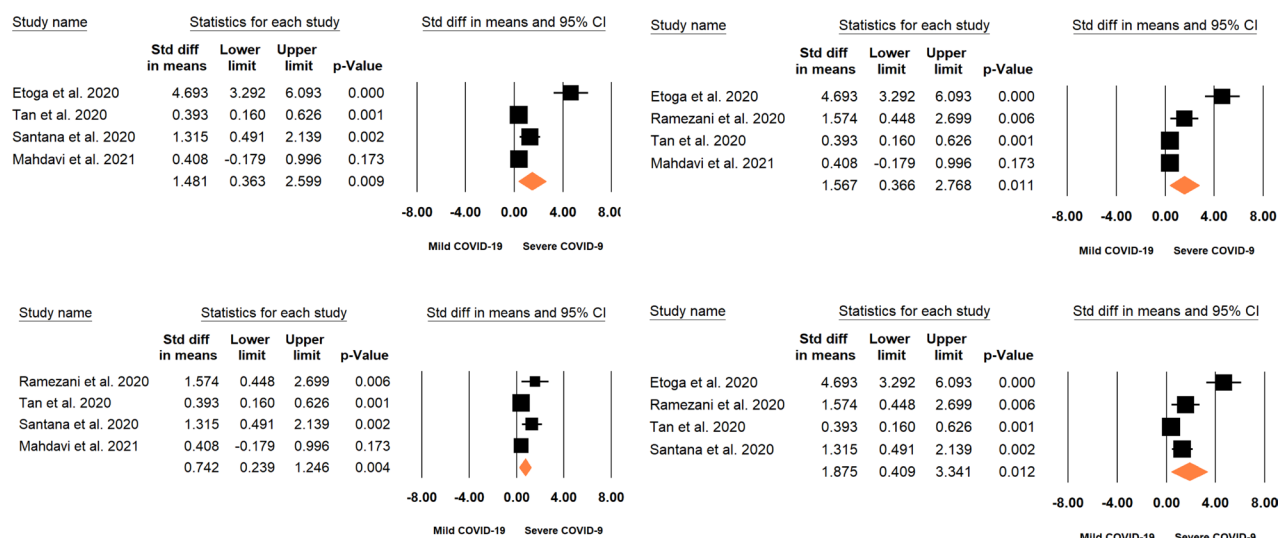 Study name Statistics for each study Std diff in means and 95% CI
Std diff Lower Upper
in means limit limit p-Value
Etoga et al. 2020 4.693 3.292 6.093 0.000
Tan et al. 2020 0.393 0.160 0.626 0.001
Santana et al. 2020 1.315 0.491 2.139 0.002
Mahdavi et al. 2021 0.408 -0.179 0.996 0.173
1.481 0.363 2.599 0.009
-8.00 -4.00 0.00 4.00 8.00
Mild COVID-19 Severe COVID-9
Study name Statistics for each study Std diff in means and 95% CI
Std diff Lower Upper
in means limit limit p-Value
Etoga et al. 2020 4.693 3.292 6.093 0.000
Ramezani et al. 2020 1.574 0.448 2.699 0.006
Tan et al. 2020 0.393 0.160 0.626 0.001
Mahdavi et al. 2021 0.408 -0.179 0.996 0.173
1.567 0.366 2.768 0.011
-8.00 -4.00 0.00 4.00 8.00
Mild COVID-19 Severe COVID-9
Study name Statistics for each study Std diff in means and 95% CI
Std diff Lower Upper
in means limit limit p-Value
Ramezani et al. 2020 1.574 0.448 2.699 0.006
Tan et al. 2020 0.393 0.160 0.626 0.001
Santana et al. 2020 1.315 0.491 2.139 0.002
Mahdavi et al. 2021 0.408 -0.179 0.996 0.173
0.742 0.239 1.246 0.004
-8.00 -4.00 0.00 4.00 8.00
Mild COVID-19 Severe COVID-9
Study name Statistics for each study Std diff in means and 95% CI
Std diff Lower Upper
in means limit limit p-Value
Etoga et al. 2020 4.693 3.292 6.093 0.000
Ramezani et al. 2020 1.574 0.448 2.699 0.006
Tan et al. 2020 0.393 0.160 0.626 0.001
Santana et al. 2020 1.315 0.491 2.139 0.002
1.875 0.409 3.341 0.012
-8.00 -4.00 0.00 4.00 8.00
Mild COVID-19 Severe COVID-9